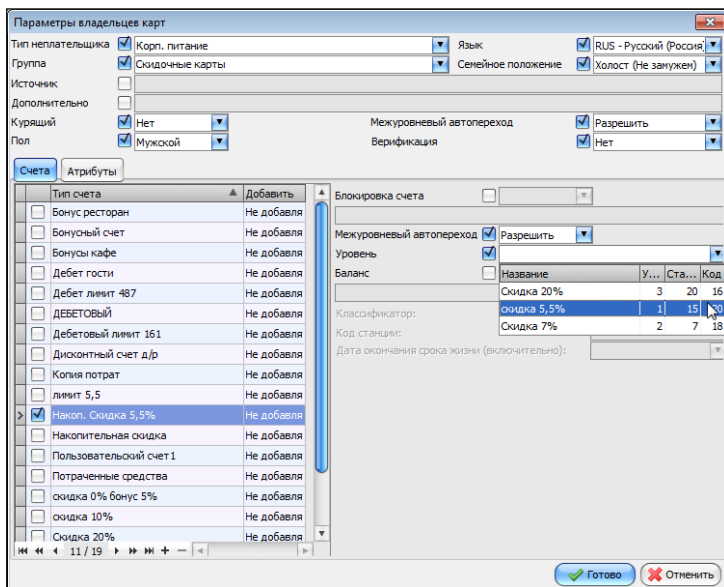 Параметры владельцев карт
Тип неплательщика Корп. питание Язык RUS - Русский (Россия)
Группа Скидочные карты Семейное положение Холост (Не замужем)
Источник
Дополнительно
Курящий Нет Межуровневый автопереход Разрешить
Пол Мужской Верификация Нет
Счета Атрибуты
Тип счета Добавить
Бонус ресторан Не добавля
Бонусный счет Не добавля
Бонусы кафе Не добавля
Дебет гости Не добавля
Дебет лимит 487 Не добавля
ДЕБЕТОВЫЙ Не добавля
Дебетовый лимит 161 Не добавля
Дисконтный счет д/р Не добавля
Копия потрат Не добавля
лимит 5,5 Не добавля
Накоп. Скидка 5,5% Не добавля
Накопительная скидка Не добавля
Пользовательский счет1 Не добавля
Потраченные средства Не добавля
скидка 0% бонус 5% Не добавля
скидка 10% Не добавля
Скидка 20% Не добавля
11 / 19
Блокировка счета
Межуровневый автопереход Разрешить
Уровень
Баланс
Название У... Ста... Код
Скидка 20% 3 20 16
скидка 5,5% 1 15
Скидка 7% 2 7 18
Классификатор:
Код станции:
Дата окончания срока жизни (включительно):
Готово Отменить